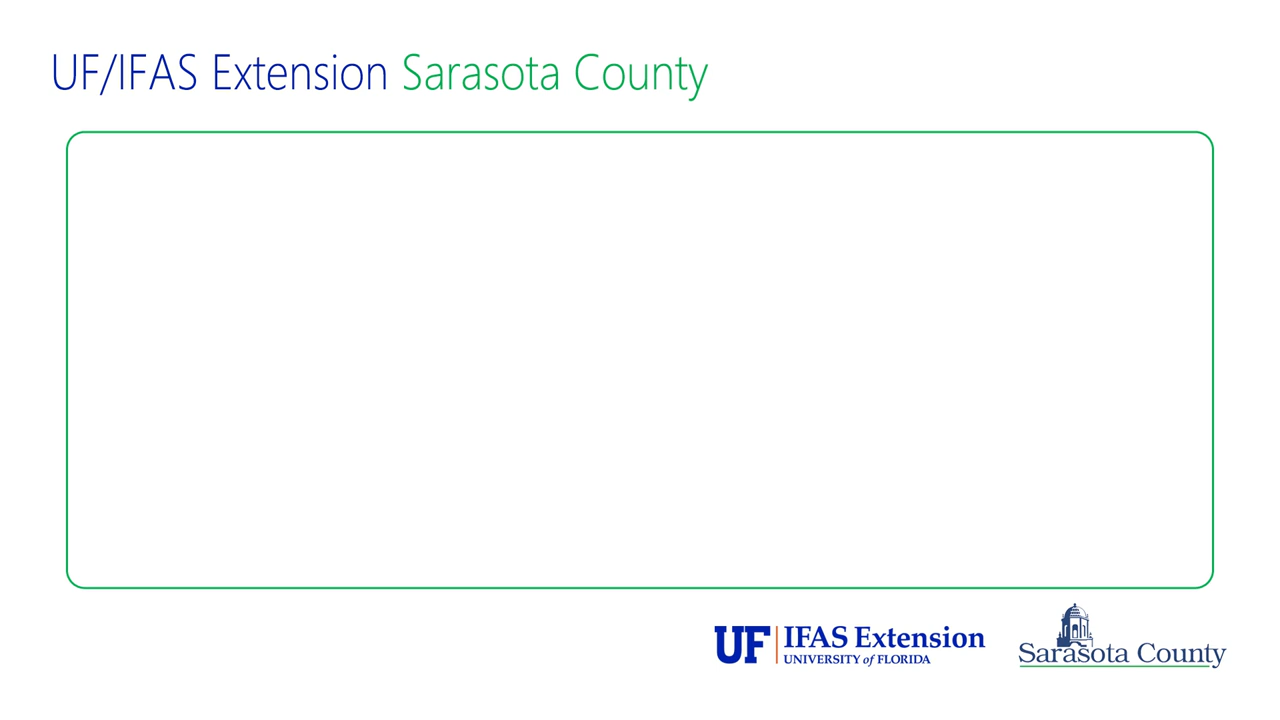 UF/IFAS Extension Sarasota County
UF IFAS Extension
UNIVERSITY of FLORIDA
Sarasota County